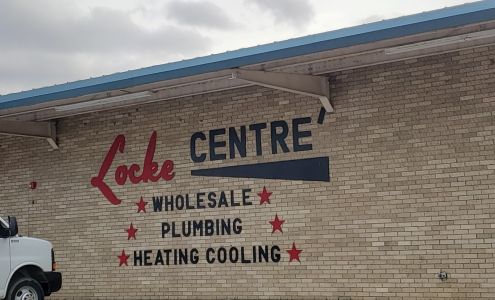 Locke CENTRE'
WHOLESALE
PLUMBING
HEATING COOLING